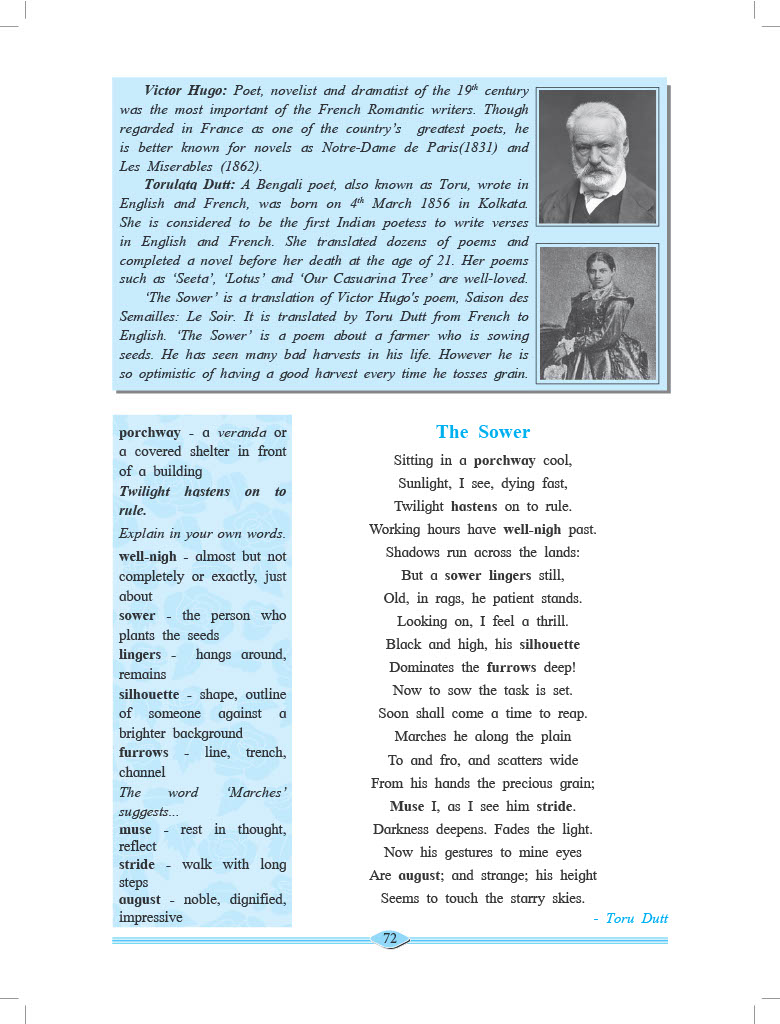 Victor Hugo: Poet, novelist and dramatist of the 19th century
was the most important of the French Romantic writers. Though
regarded in France as one of the country's greatest poets, he
is better known for novels as Notre-Dame de Paris(1831) and
Les Miserables (1862).
Torulata Dutt: A Bengali poet, also known as Toru, wrote in
English and French, was born on 4th March 1856 in Kolkata.
She is considered to be the first Indian poetess to write verses
in English and French. She translated dozens of poems and
completed a novel before her death at the age of 21. Her poems
such as 'Seeta', 'Lotus' and 'Our Casuarina Tree' are well-loved.
'The Sower' is a translation of Victor Hugo's poem, Saison des
Semailles: Le Soir. It is translated by Toru Dutt from French to
English. 'The Sower' is a poem about a farmer who is sowing
seeds. He has seen many bad harvests in his life. However he is
so optimistic of having a good harvest every time he tosses grain.
porchway - a veranda or
a covered shelter in front
of a building
Twilight hastens on to
rule.
Explain in your own words.
well-nigh - almost but not
completely or exactly, just
about
sower - the person who
plants the seeds
lingers - hangs around,
remains
silhouette - shape, outline
of someone against a
brighter background
furrows - line, trench,
channel
The word 'Marches'
suggests...
muse - rest in thought,
reflect
stride - walk with long
steps
august - noble, dignified,
impressive
The Sower
Sitting in a porchway cool,
Sunlight, I see, dying fast,
Twilight hastens on to rule.
Working hours have well-nigh past.
Shadows run across the lands:
But a sower lingers still,
Old, in rags, he patient stands.
Looking on, I feel a thrill.
Black and high, his silhouette
Dominates the furrows deep!
Now to sow the task is set.
Soon shall come a time to reap.
Marches he along the plain
To and fro, and scatters wide
From his hands the precious grain;
Muse I, as I see him stride.
Darkness deepens. Fades the light.
Now his gestures to mine eyes
Are august; and strange; his height
Seems to touch the starry skies.
- Toru Dutt
72